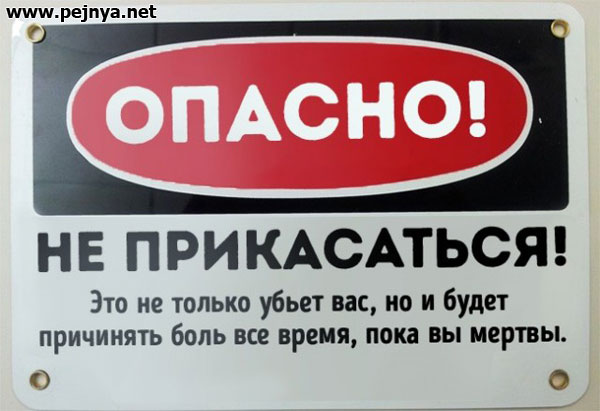 www.pejnya.net
ОПАСНО!
НЕ ПРИКАСАТЬСЯ!
Это не только убьет вас, но и будет
причинять боль все время, пока вы мертвы.